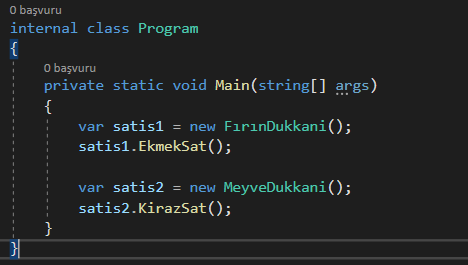 0 başvuru
internal class Program
{
0 başvuru
private static void Main(string[] args)
{
var satis1 = new FırınDukkani();
satis1.EkmekSat();
var satis2 = new MeyveDukkani();
satis2.KirazSat();
}
}